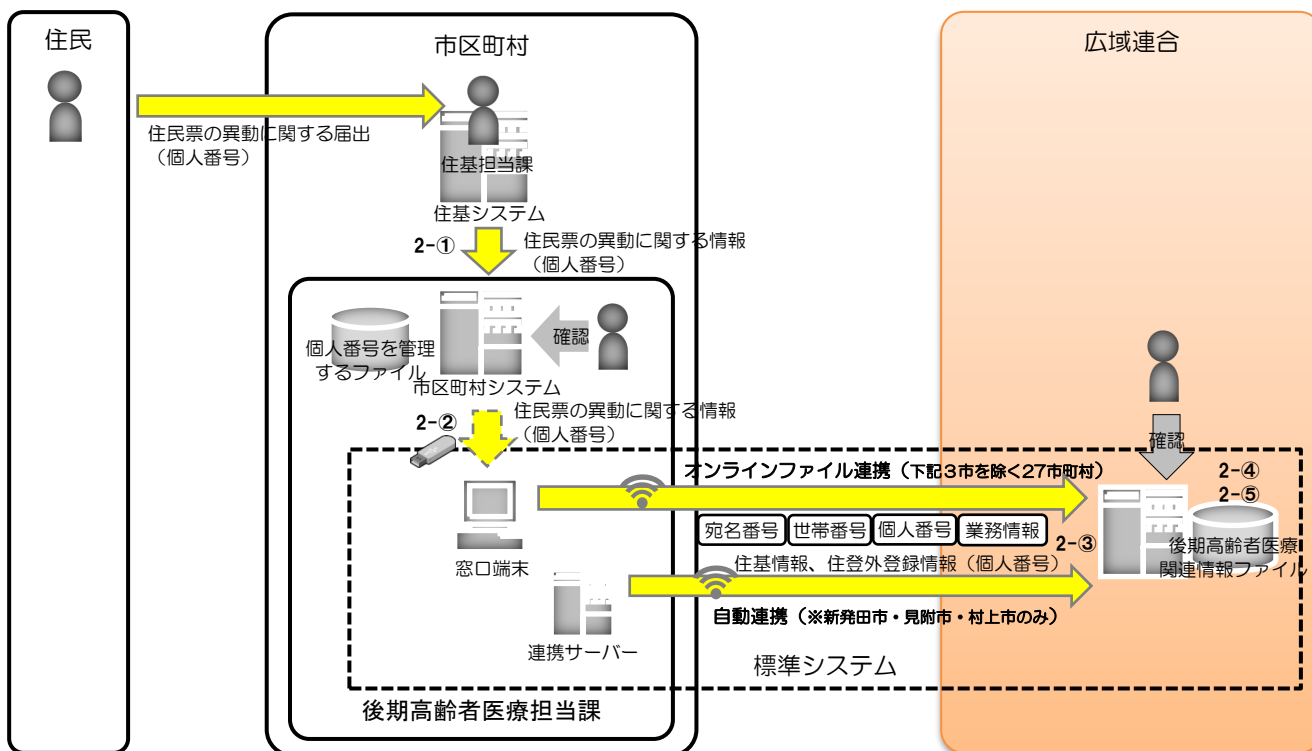 住民
市区町村
広域連合
住民票の異動に関する届出
（個人番号）
住基担当課
住基システム
2-①
住民票の異動に関する情報
（個人番号）
個人番号を管理
するファイル
確認
市区町村システム
2-②
住民票の異動に関する情報
（個人番号）
確認
オンラインファイル連携（下記３市を除く２７市町村）
2-④
2-⑤
宛名番号
世帯番号
個人番号
業務情報
2-③
後期高齢者医療
関連情報ファイル
住基情報、住登外登録情報（個人番号）
窓口端末
自動連携（※新発田市・見附市・村上市のみ）
連携サーバー
標準システム
後期高齢者医療担当課